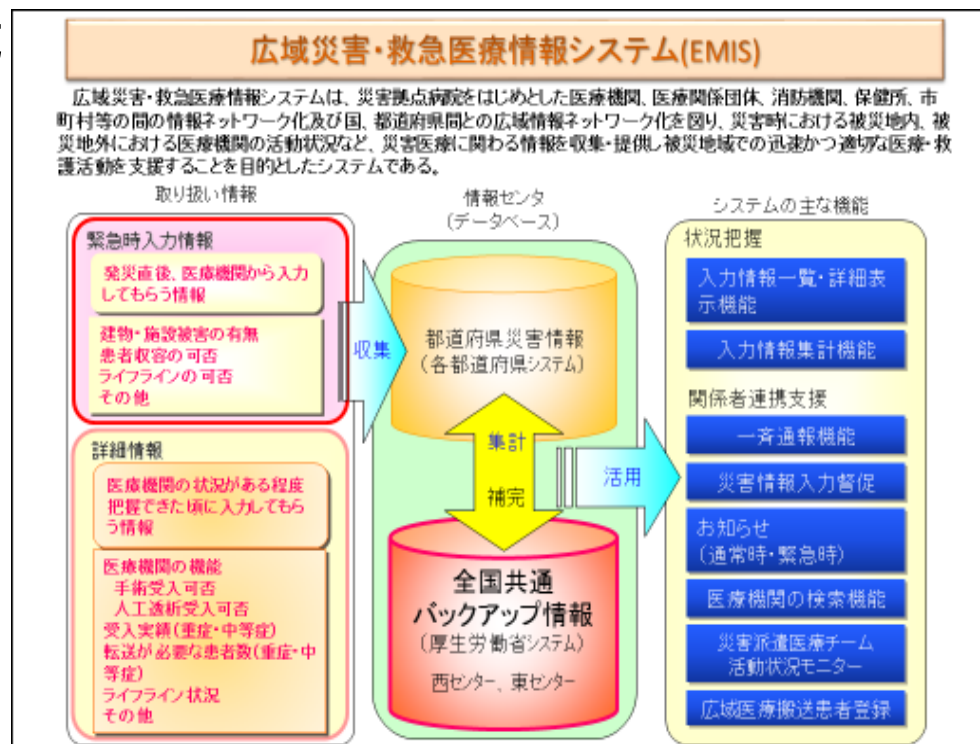 広域災害・救急医療情報システム(EMIS)
広域災害・救急医療情報システムは、災害拠点病院をはじめとした医療機関、医療関係団体、消防機関、保健所、市
町村等の間の情報ネットワーク化及び国、都道府県間との広域情報ネットワーク化を図り、災害時における被災地内、被
災地外における医療機関の活動状況など、災害医療に関わる情報を収集・提供し被災地域での迅速かつ適切な医療・救
護活動を支援することを目的としたシステムである。
取り扱い情報
緊急時入力情報
発災直後、医療機関から入力
してもらう情報
建物・施設被害の有無
患者収容の可否
ライフラインの可否
その他
詳細情報
医療機関の状況がある程度
把握できた頃に入力してもら
う情報
医療機関の機能
手術受入可否
人工透析受入可否
受入実績(重症・中等症)
転送が必要な患者数(重症・中
等症)
ライフライン状況
その他
収集
情報センタ
(データベース)
都道府県災害情報
(各都道府県システム)
集計
補完
全国共通
バックアップ情報
(厚生労働省システム)
西センター、東センター
活用
システムの主な機能
状況把握
入力情報一覧・詳細表
示機能
入力情報集計機能
関係者連携支援
一斉通報機能
災害情報入力督促
お知らせ
(通常時・緊急時)
医療機関の検索機能
災害派遣医療チーム
活動状況モニター
広域医療搬送患者登録